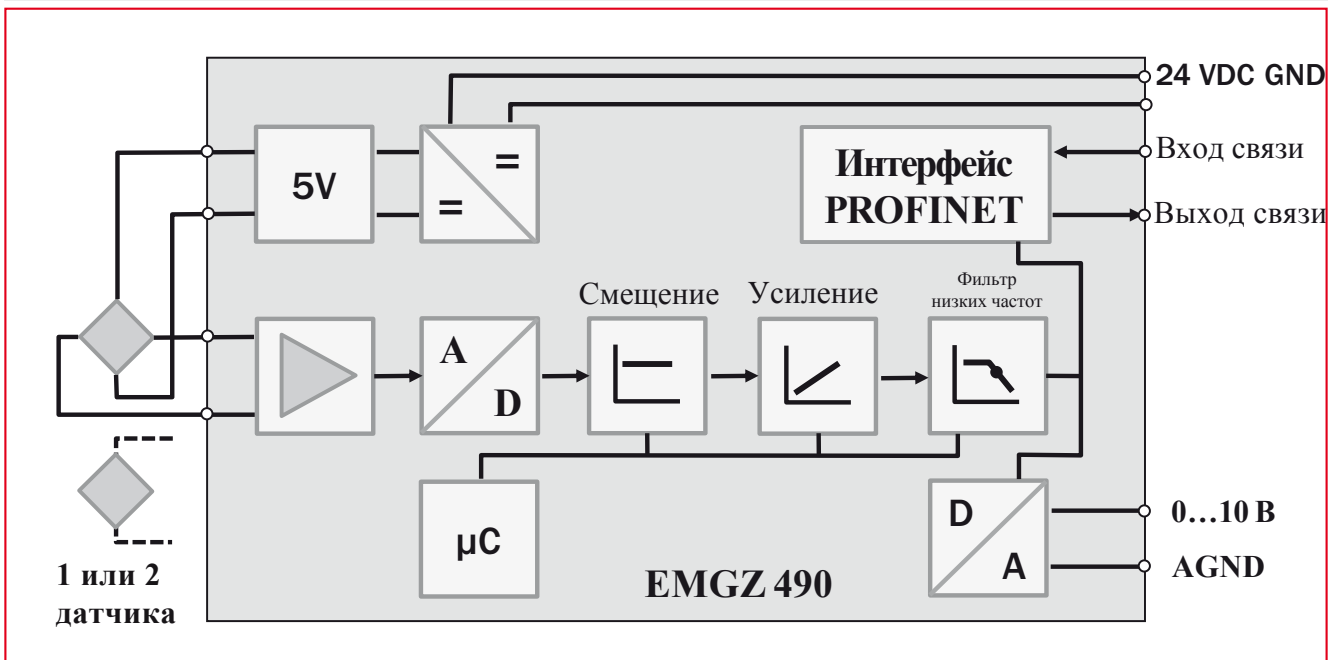 24 VDC GND
5V
=
=
Интерфейс
PROFINET
Вход связи
Выход связи
Смещение
Усиление
Фильтр
низких частот
A
D
µC
D
A
0…10 В
AGND
EMGZ 490
1 или 2
датчика